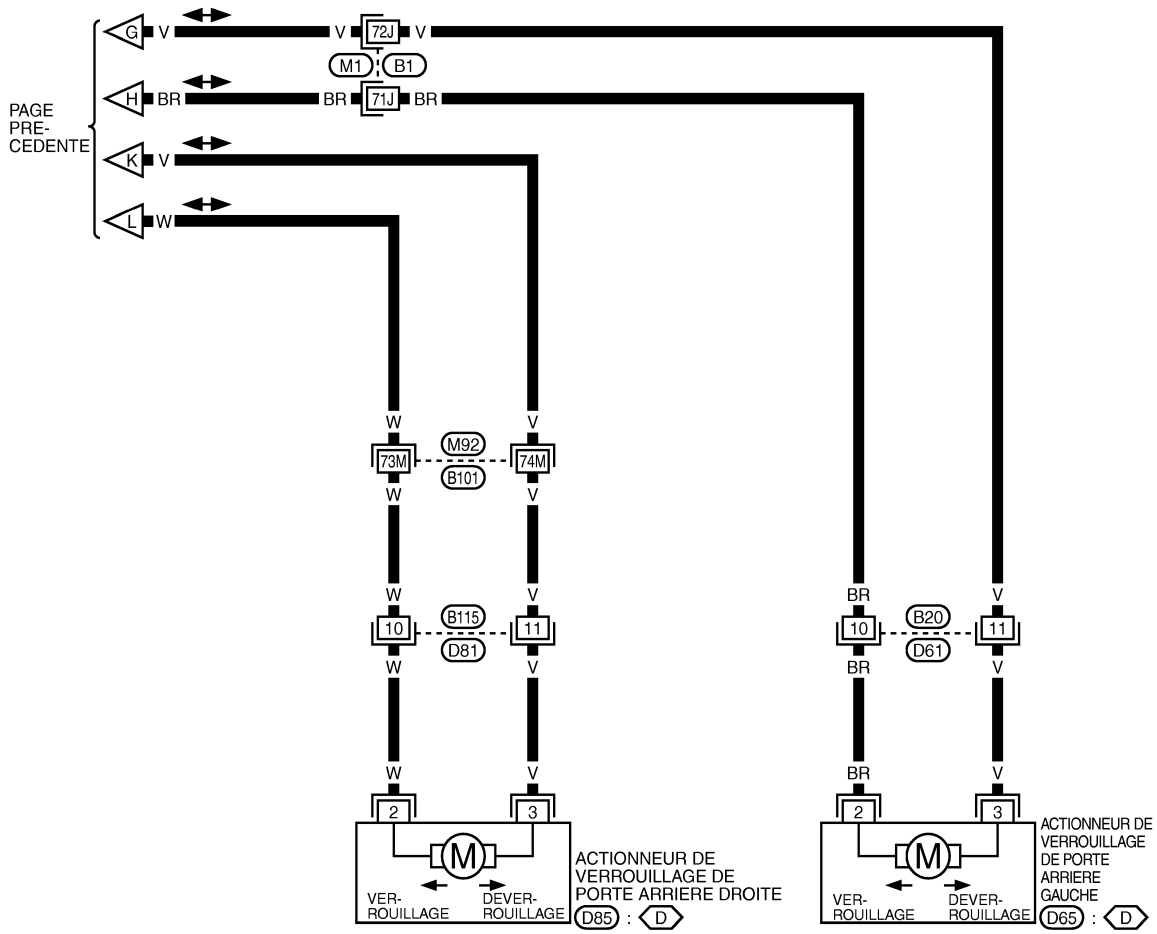 G V V 72J V
M1 B1
PAGE
PRE-
CEDENTE
H BR BR 71J BR
K V
L W
W V
M92
73M 74M
B101
W V
W V BR V
B115 B20
10 11 10 11
D81 D61
W V BR V
W V BR V
2 3 2 3
M M
VER-
ROUILLAGE
DEVER-
ROUILLAGE
ACTIONNEUR DE
VERROUILLAGE DE
PORTE ARRIERE DROITE
D85 : D
VER-
ROUILLAGE
DEVER-
ROUILLAGE
ACTIONNEUR DE
VERROUILLAGE
DE PORTE
ARRIERE
GAUCHE
D65 : D